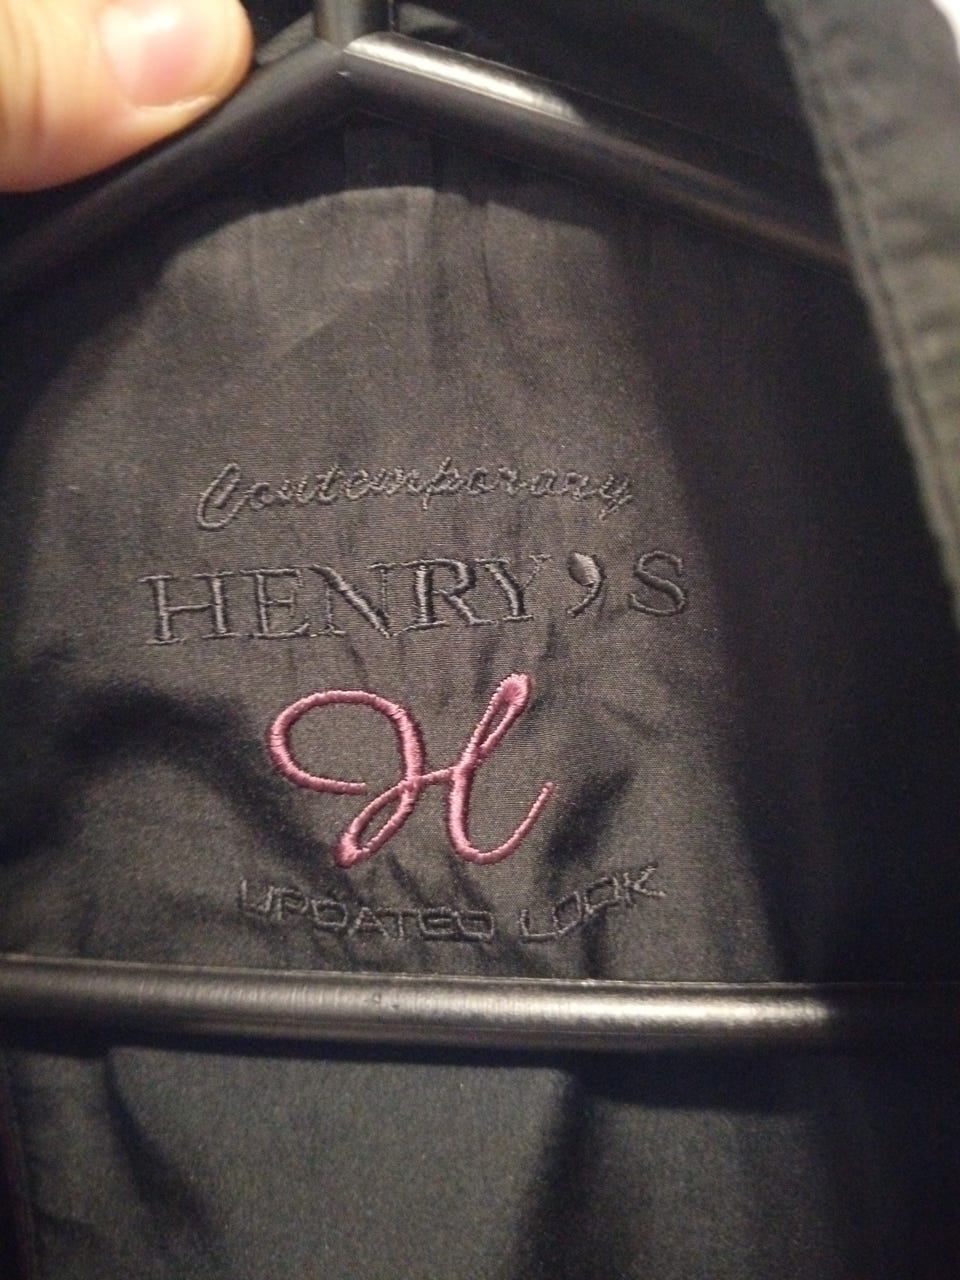 Contemporary
HENRY'S
H
UPDATED LOOK